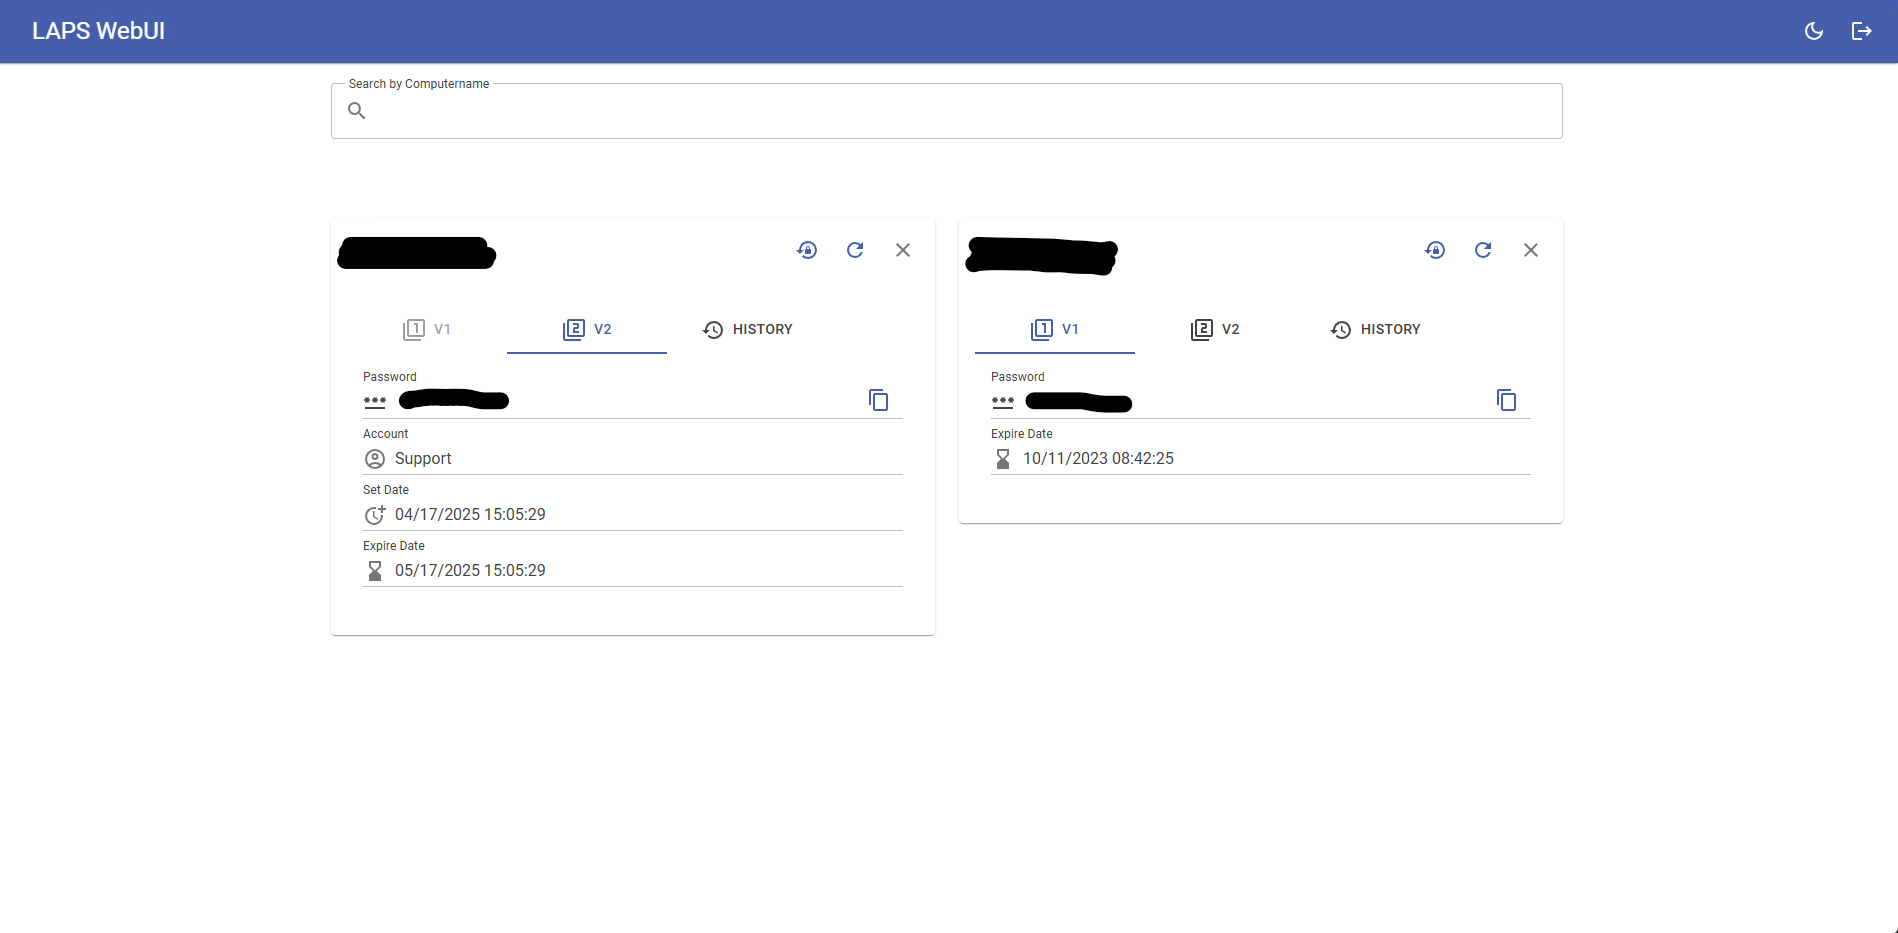 LAPS WebUI
Search by Computername
V1 V2 HISTORY
Password
Account
Support
Set Date
04/17/2025 15:05:29
Expire Date
05/17/2025 15:05:29
V1 V2 HISTORY
Password
Expire Date
10/11/2023 08:42:25